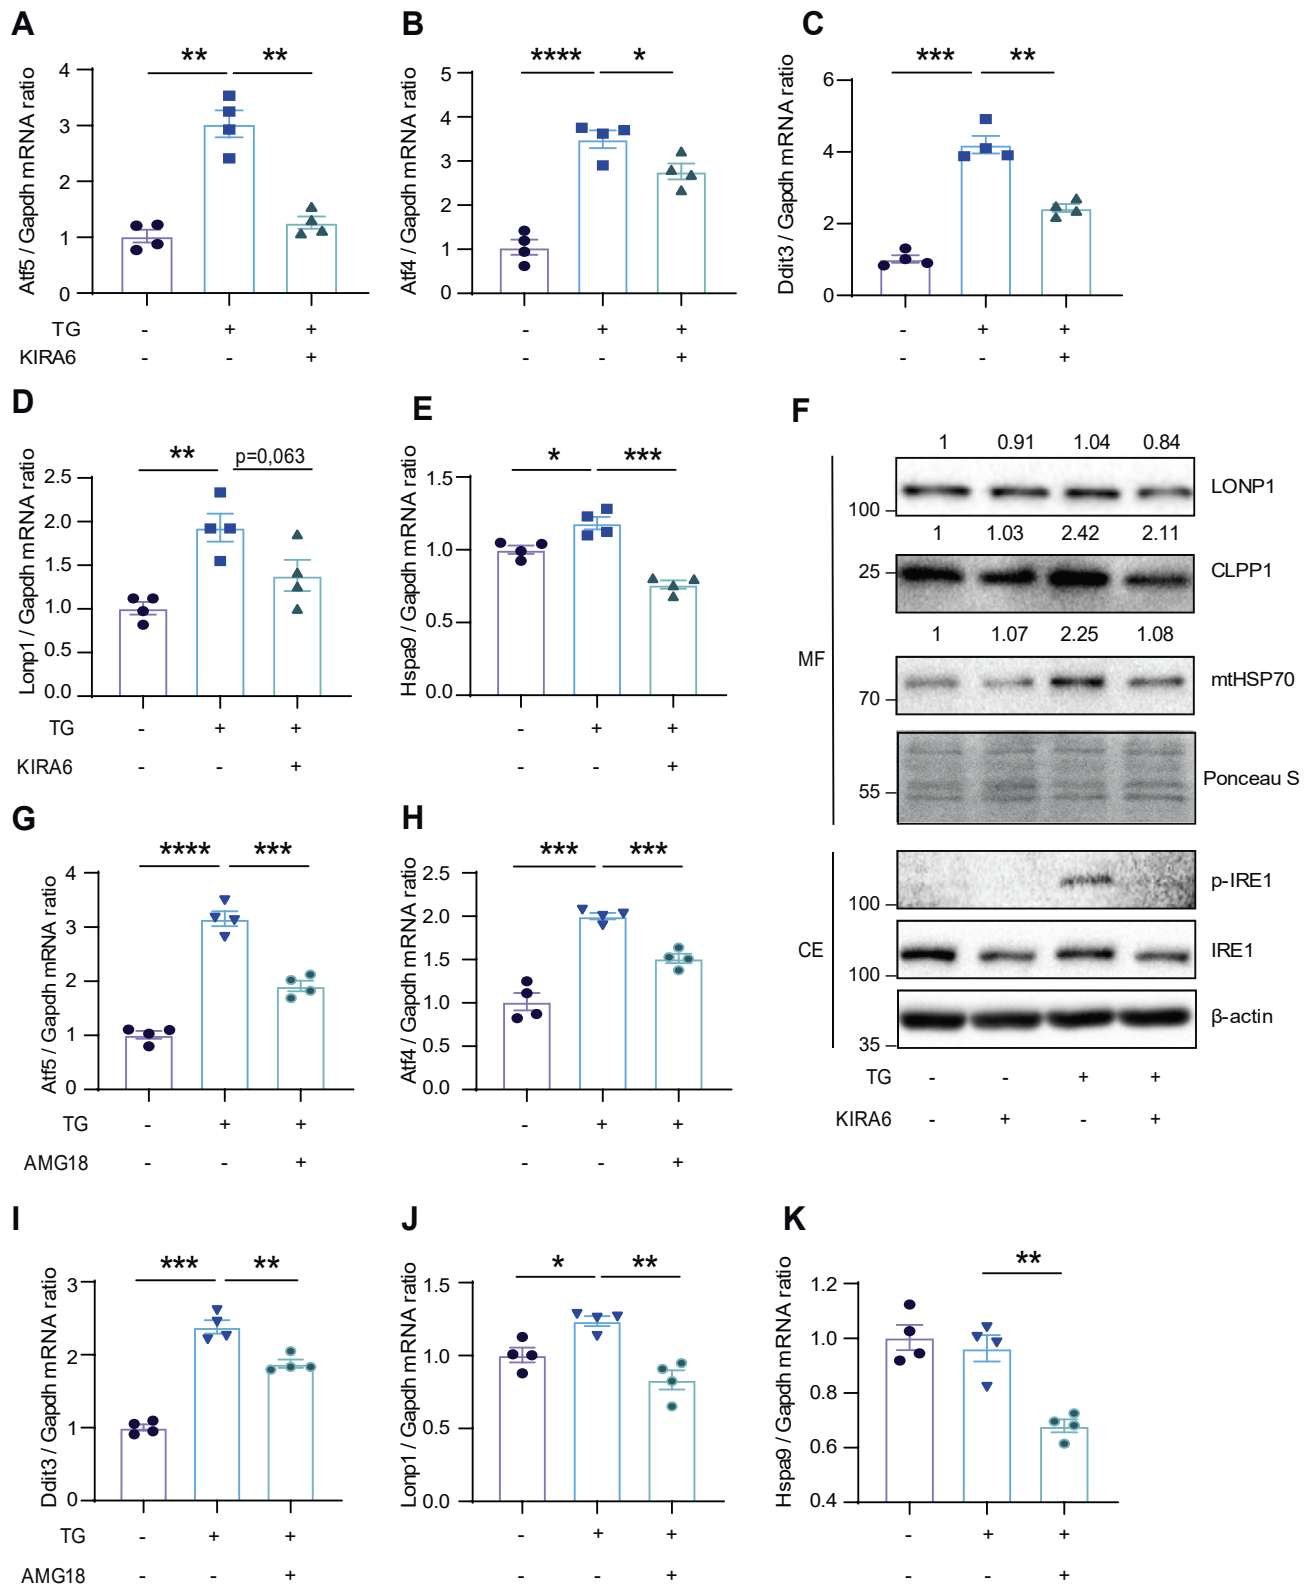 A
** **
Atf5 / Gapdh mRNA ratio
4
3
2
1
0
TG - + +
KIRA6 - - +
B
**** *
Atf4 / Gapdh mRNA ratio
5
4
3
2
1
0
- + +
- - +
C
*** **
Ddit3 / Gapdh mRNA ratio
6
4
2
0
- + +
- - +
D
** p=0,063
Lonp1 / Gapdh mRNA ratio
2.5
2.0
1.5
1.0
0.5
0.0
TG - + +
KIRA6 - - +
E
* ***
Hspa9 / Gapdh mRNA ratio
1.5
1.0
0.5
0.0
- + +
- - +
F
MF
1 0.91 1.04 0.84
100
LONP1
1 1.03 2.42 2.11
25
CLPP1
1 1.07 2.25 1.08
70
mtHSP70
55
Ponceau S
CE
100
p-IRE1
100
IRE1
35
β-actin
TG - - + +
KIRA6 - + - +
G
**** ***
Atf5 / Gapdh mRNA ratio
4
3
2
1
0
TG - + +
AMG18 - - +
H
*** ***
Atf4 / Gapdh mRNA ratio
2.5
2.0
1.5
1.0
0.5
0.0
- + +
- - +
I
*** **
Ddit3 / Gapdh mRNA ratio
3
2
1
0
TG - + +
AMG18 - - +
J
* **
Lonp1 / Gapdh mRNA ratio
1.5
1.0
0.5
0.0
- + +
- - +
K
**
Hspa9 / Gapdh mRNA ratio
1.2
1.0
0.8
0.6
0.4
- + +
- - +